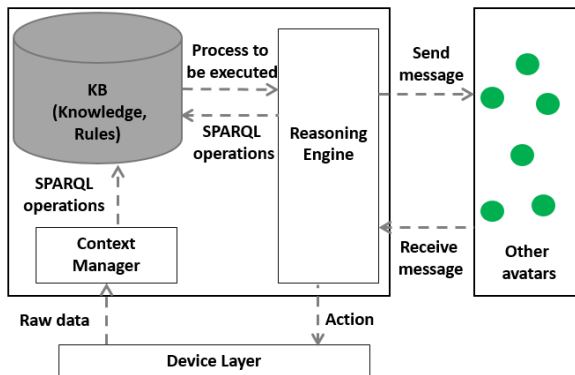 KB
(Knowledge,
Rules)
Process to
be executed
SPARQL
operations
Reasoning
Engine
Send
message
SPARQL
operations
Context
Manager
Receive
message
Other
avatars
Raw data
Action
Device Layer